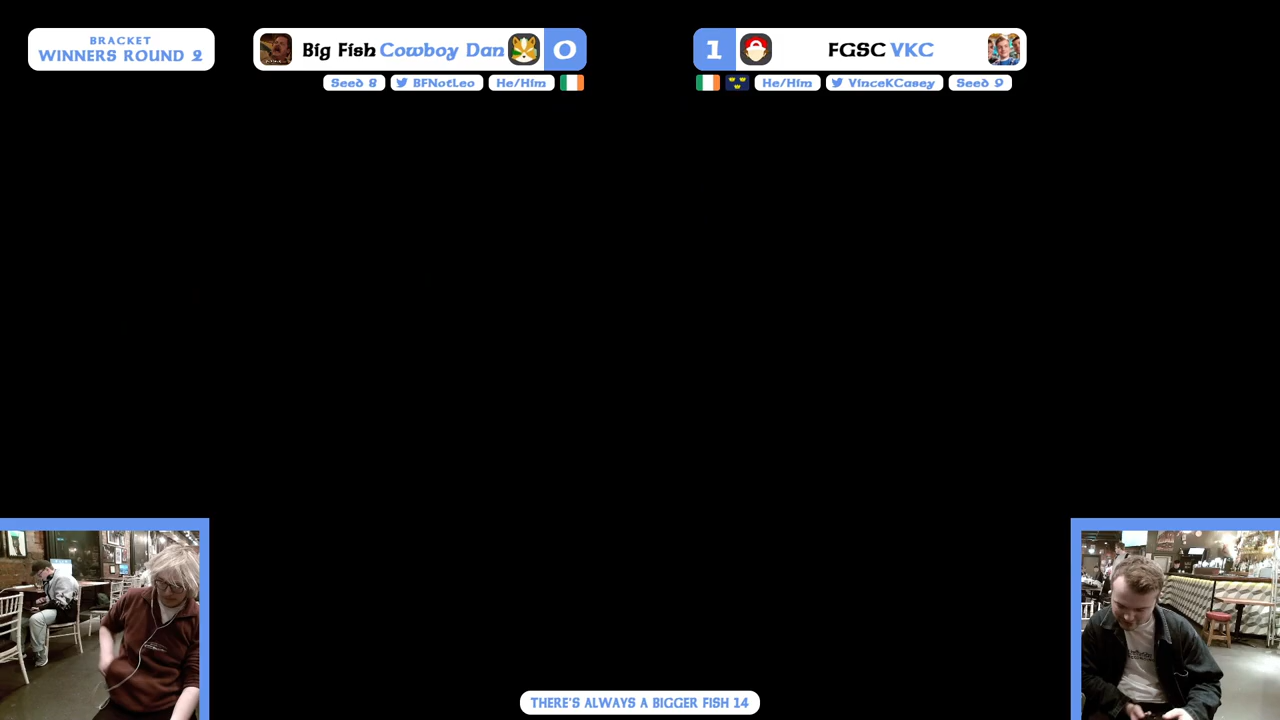 BRACKET
WINNERS ROUND 2
Big Fish Cowboy Dan 0
Seed 8 BFNotLeo He/Him
1 FGSC VKC
He/Him VinceKCasey Seed 9
THERE'S ALWAYS A BIGGER FISH 14